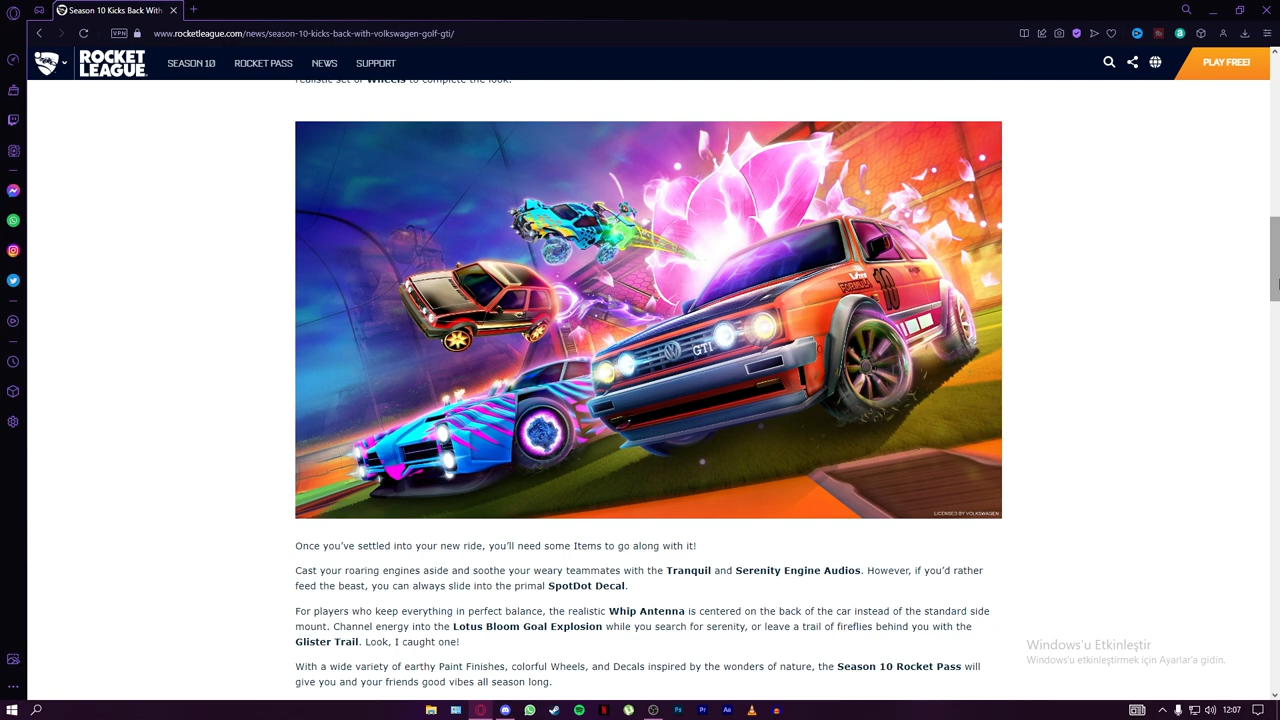 Season 10 Kicks Back With
VPN
www.rocketleague.com/news/season-10-kicks-back-with-volkswagen-golf-gti/
ROCKET
LEAGUE
SEASON 10
ROCKET PASS
NEWS
SUPPORT
PLAY FREE!
realistic set of Wheels to complete the look.
FORMULA
10
GTI
LICENSED BY VOLKSWAGEN
Once you’ve settled into your new ride, you’ll need some Items to go along with it!
Cast your roaring engines aside and soothe your weary teammates with the Tranquil and Serenity Engine Audios. However, if you’d rather
feed the beast, you can always slide into the primal SpotDot Decal.
For players who keep everything in perfect balance, the realistic Whip Antenna is centered on the back of the car instead of the standard side
mount. Channel energy into the Lotus Bloom Goal Explosion while you search for serenity, or leave a trail of fireflies behind you with the
Glister Trail. Look, I caught one!
With a wide variety of earthy Paint Finishes, colorful Wheels, and Decals inspired by the wonders of nature, the Season 10 Rocket Pass will
give you and your friends good vibes all season long.
Windows'u Etkinleştir
Windows'u etkinleştirmek için Ayarlar'a gidin.
Ps
Pr
Ae
12:07